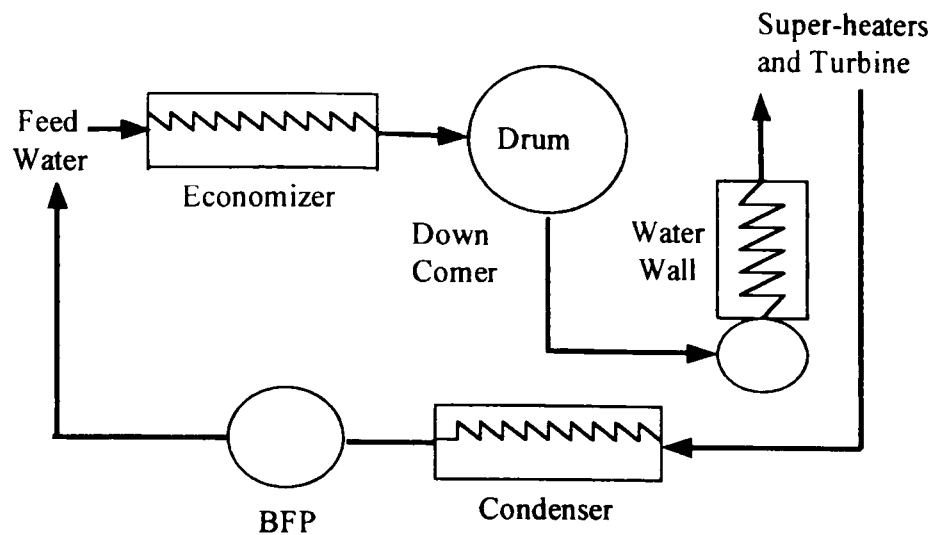 Super-heaters
and Turbine
Feed
Water
Drum
Economizer
Down
Comer
Water
Wall
Condenser
BFP